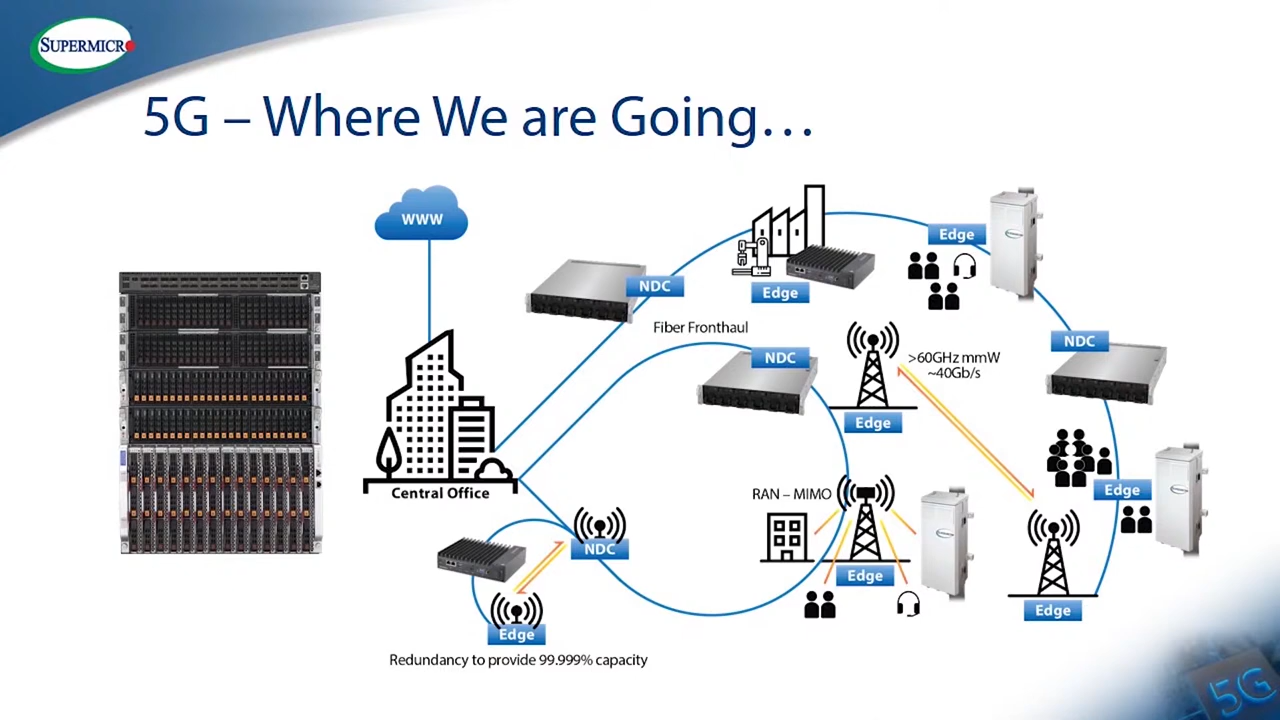 SUPERMICRO
5G – Where We are Going…
WWW
Edge
NDC
Edge
Fiber Fronthaul
NDC
NDC
>60GHz mmW
~40Gb/s
Edge
Central Office
RAN – MIMO
Edge
NDC
Edge
Edge
Edge
Redundancy to provide 99.999% capacity
5G